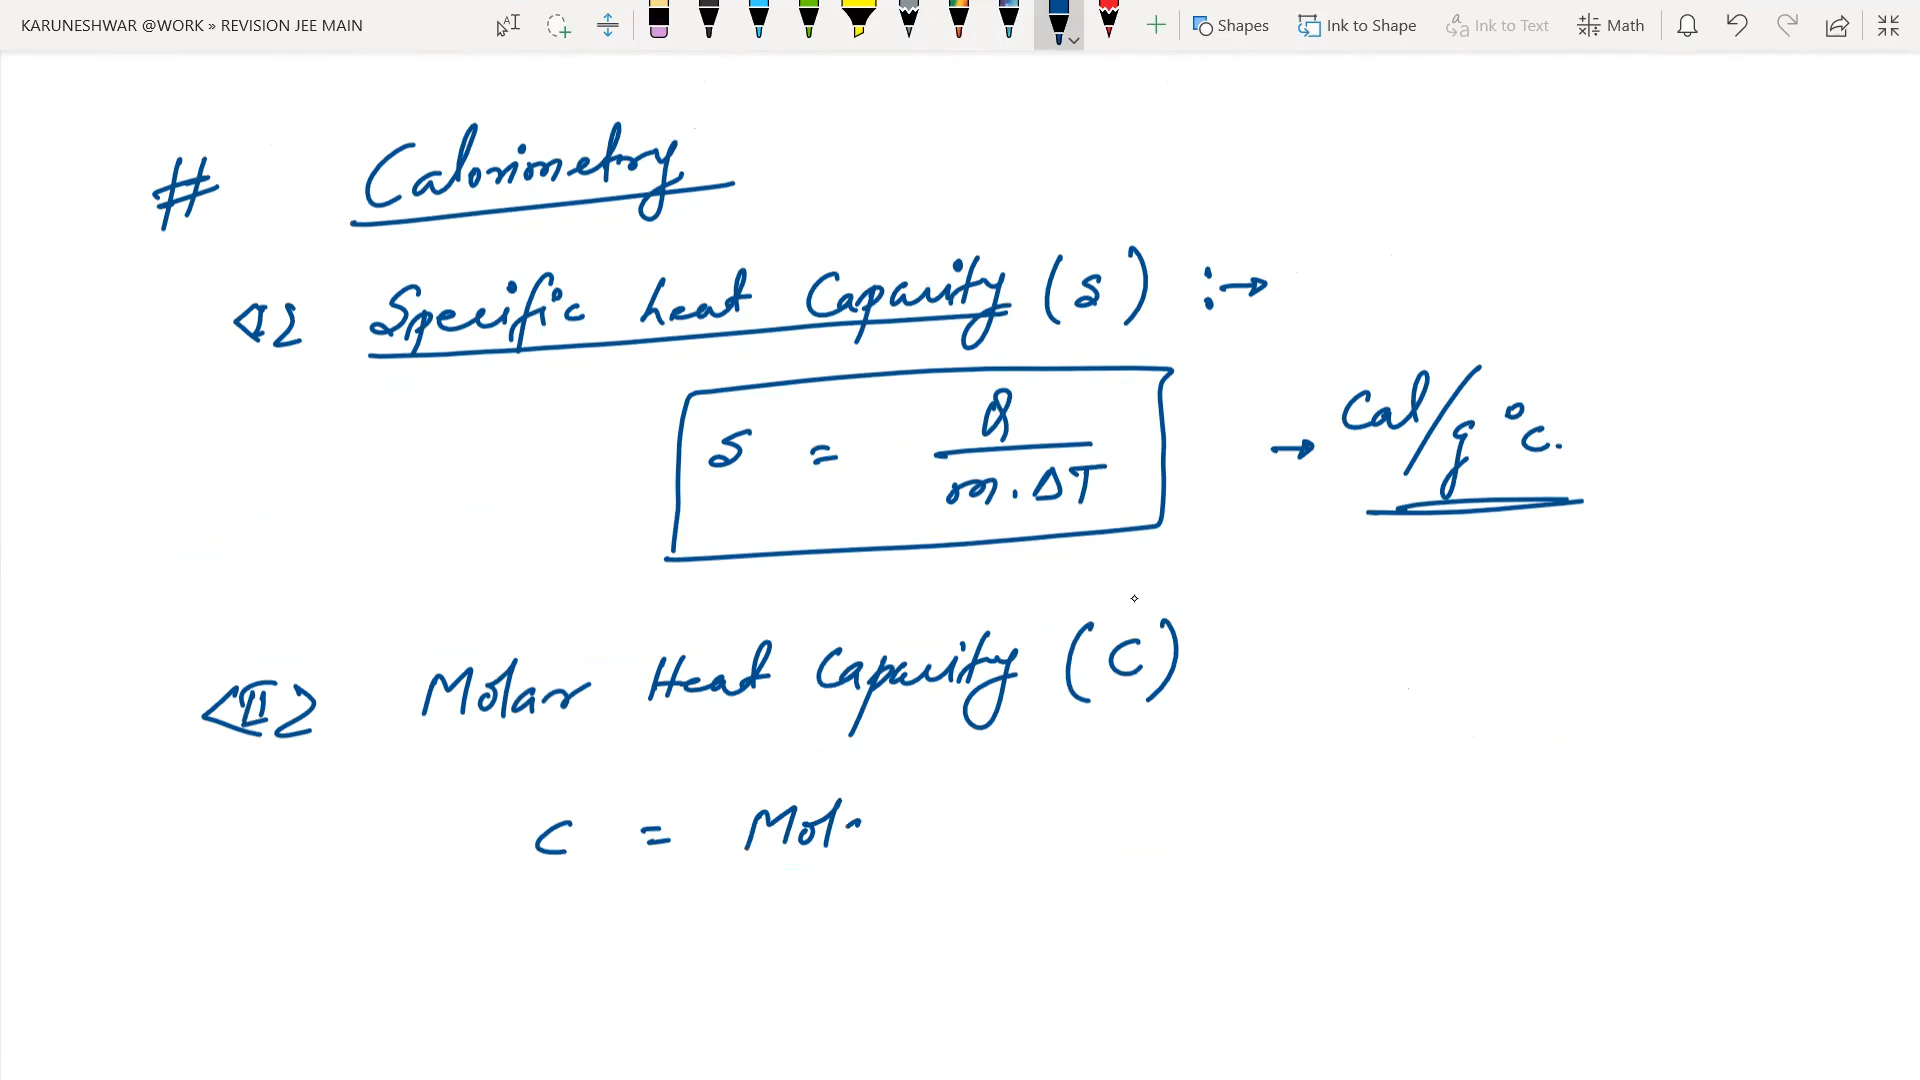 KARUNESHWAR @WORK » REVISION JEE MAIN Shapes Ink to Shape Ink to Text Math
# Calorimetry
<I> Specific heat Capacity (s) :→
s = Q / m.ΔT → Cal/g °C.
<II> Molar Heat Capacity (C)
C = Mol